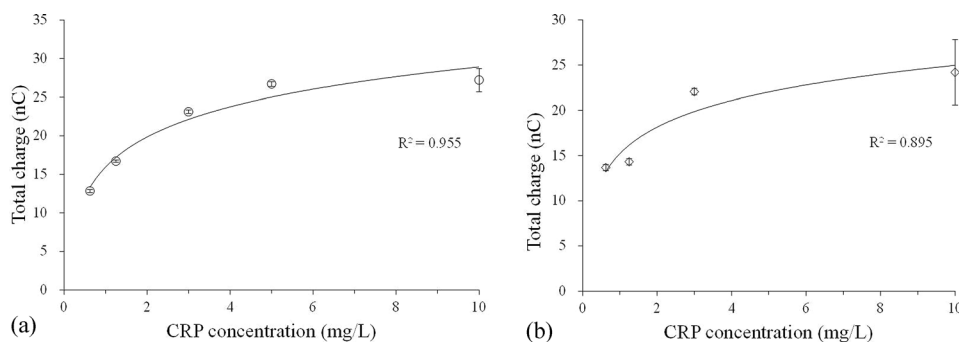 35
30
25
20
15
10
5
0
Total charge (nC)
R² = 0.955
0 2 4 6 8 10
(a) CRP concentration (mg/L)
30
25
20
15
10
5
0
Total charge (nC)
R² = 0.895
0 2 4 6 8 10
(b) CRP concentration (mg/L)